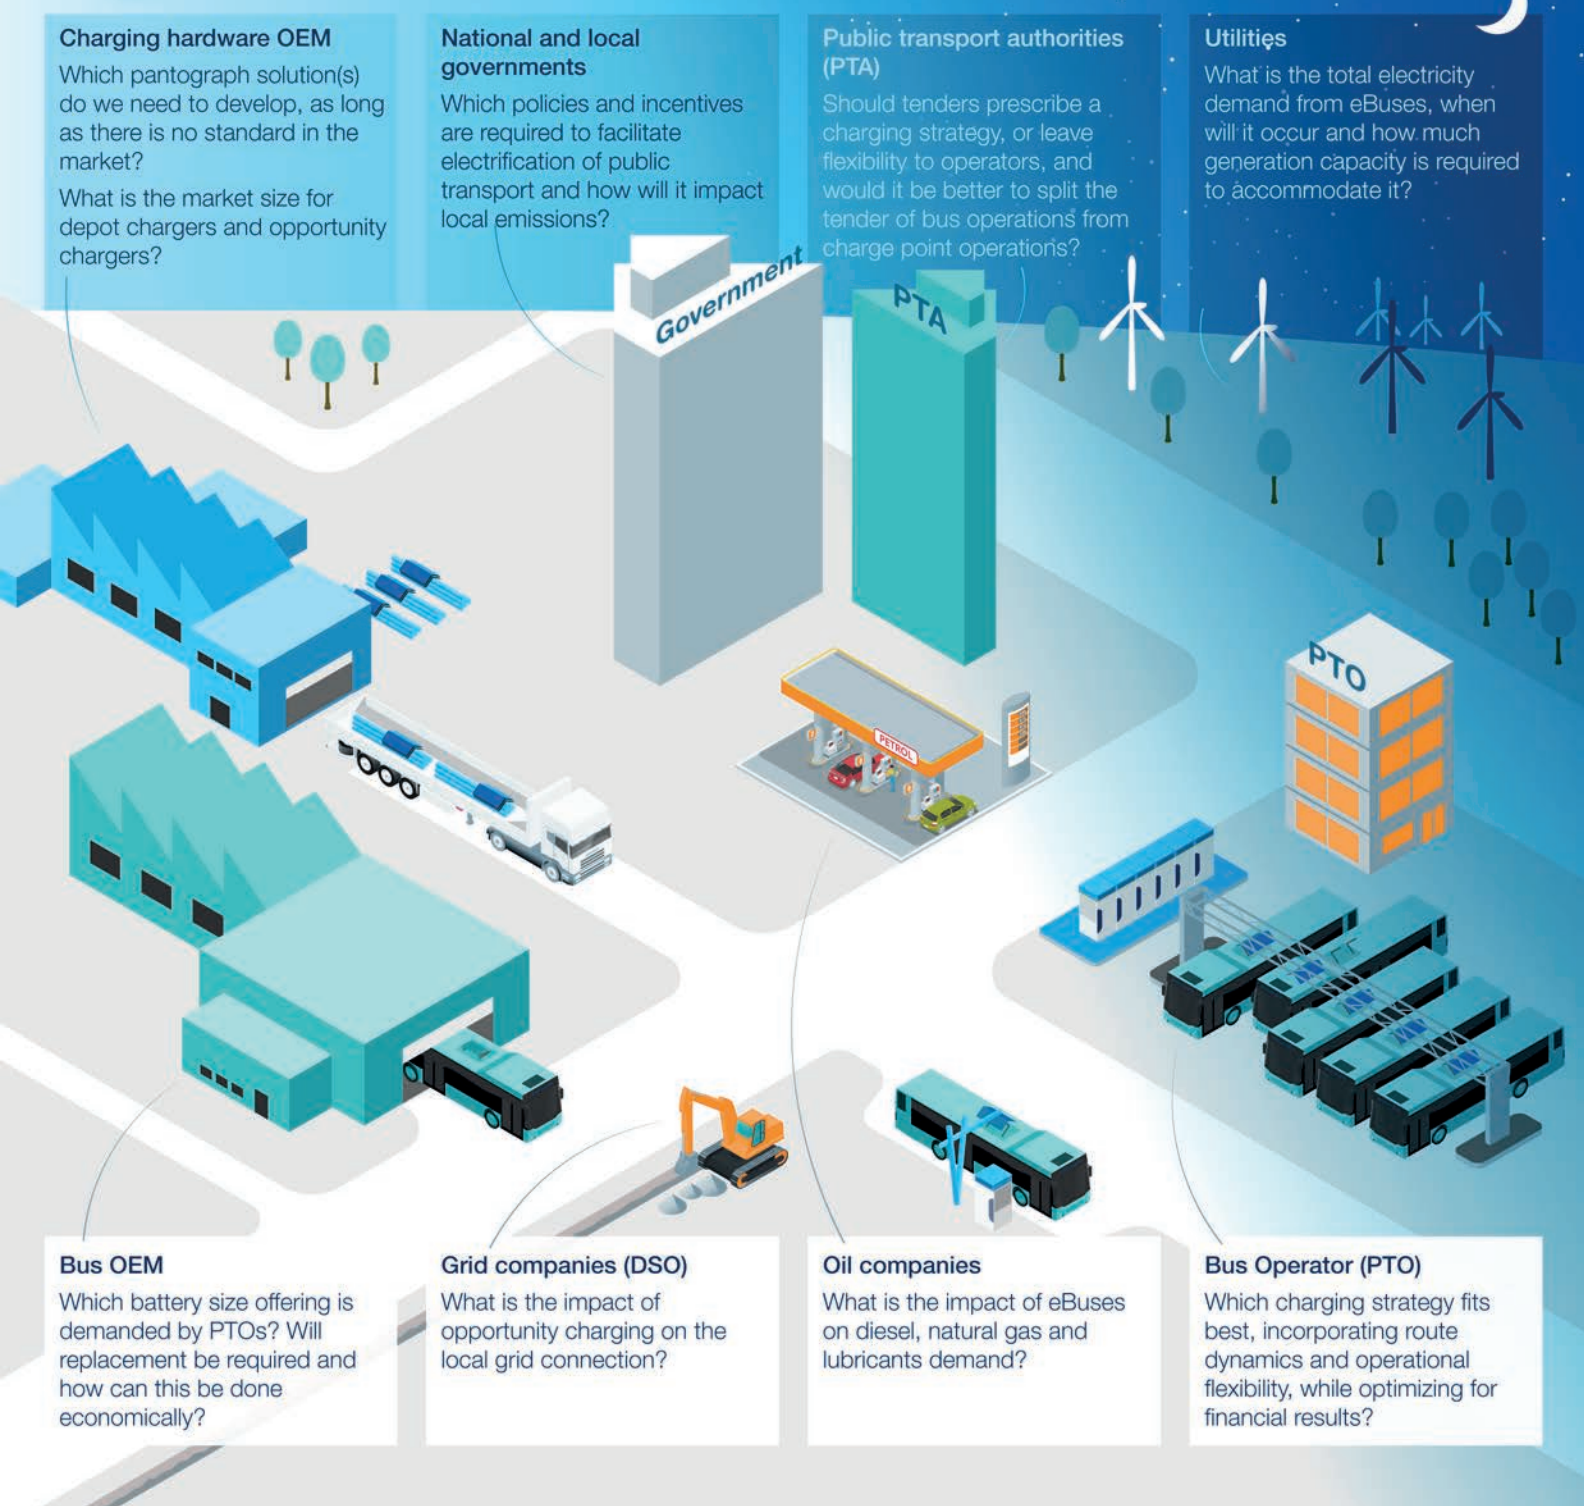 Charging hardware OEM
Which pantograph solution(s)
do we need to develop, as long
as there is no standard in the
market?
What is the market size for
depot chargers and opportunity
chargers?
National and local
governments
Which policies and incentives
are required to facilitate
electrification of public
transport and how will it impact
local emissions?
Public transport authorities
(PTA)
Should tenders prescribe a
charging strategy, or leave
flexibility to operators, and
would it be better to split the
tender of bus operations from
charge point operations?
Utilities
What is the total electricity
demand from eBuses, when
will it occur and how much
generation capacity is required
to accommodate it?
Government
PTA
PTO
PETROL
Bus OEM
Which battery size offering is
demanded by PTOs? Will
replacement be required and
how can this be done
economically?
Grid companies (DSO)
What is the impact of
opportunity charging on the
local grid connection?
Oil companies
What is the impact of eBuses
on diesel, natural gas and
lubricants demand?
Bus Operator (PTO)
Which charging strategy fits
best, incorporating route
dynamics and operational
flexibility, while optimizing for
financial results?